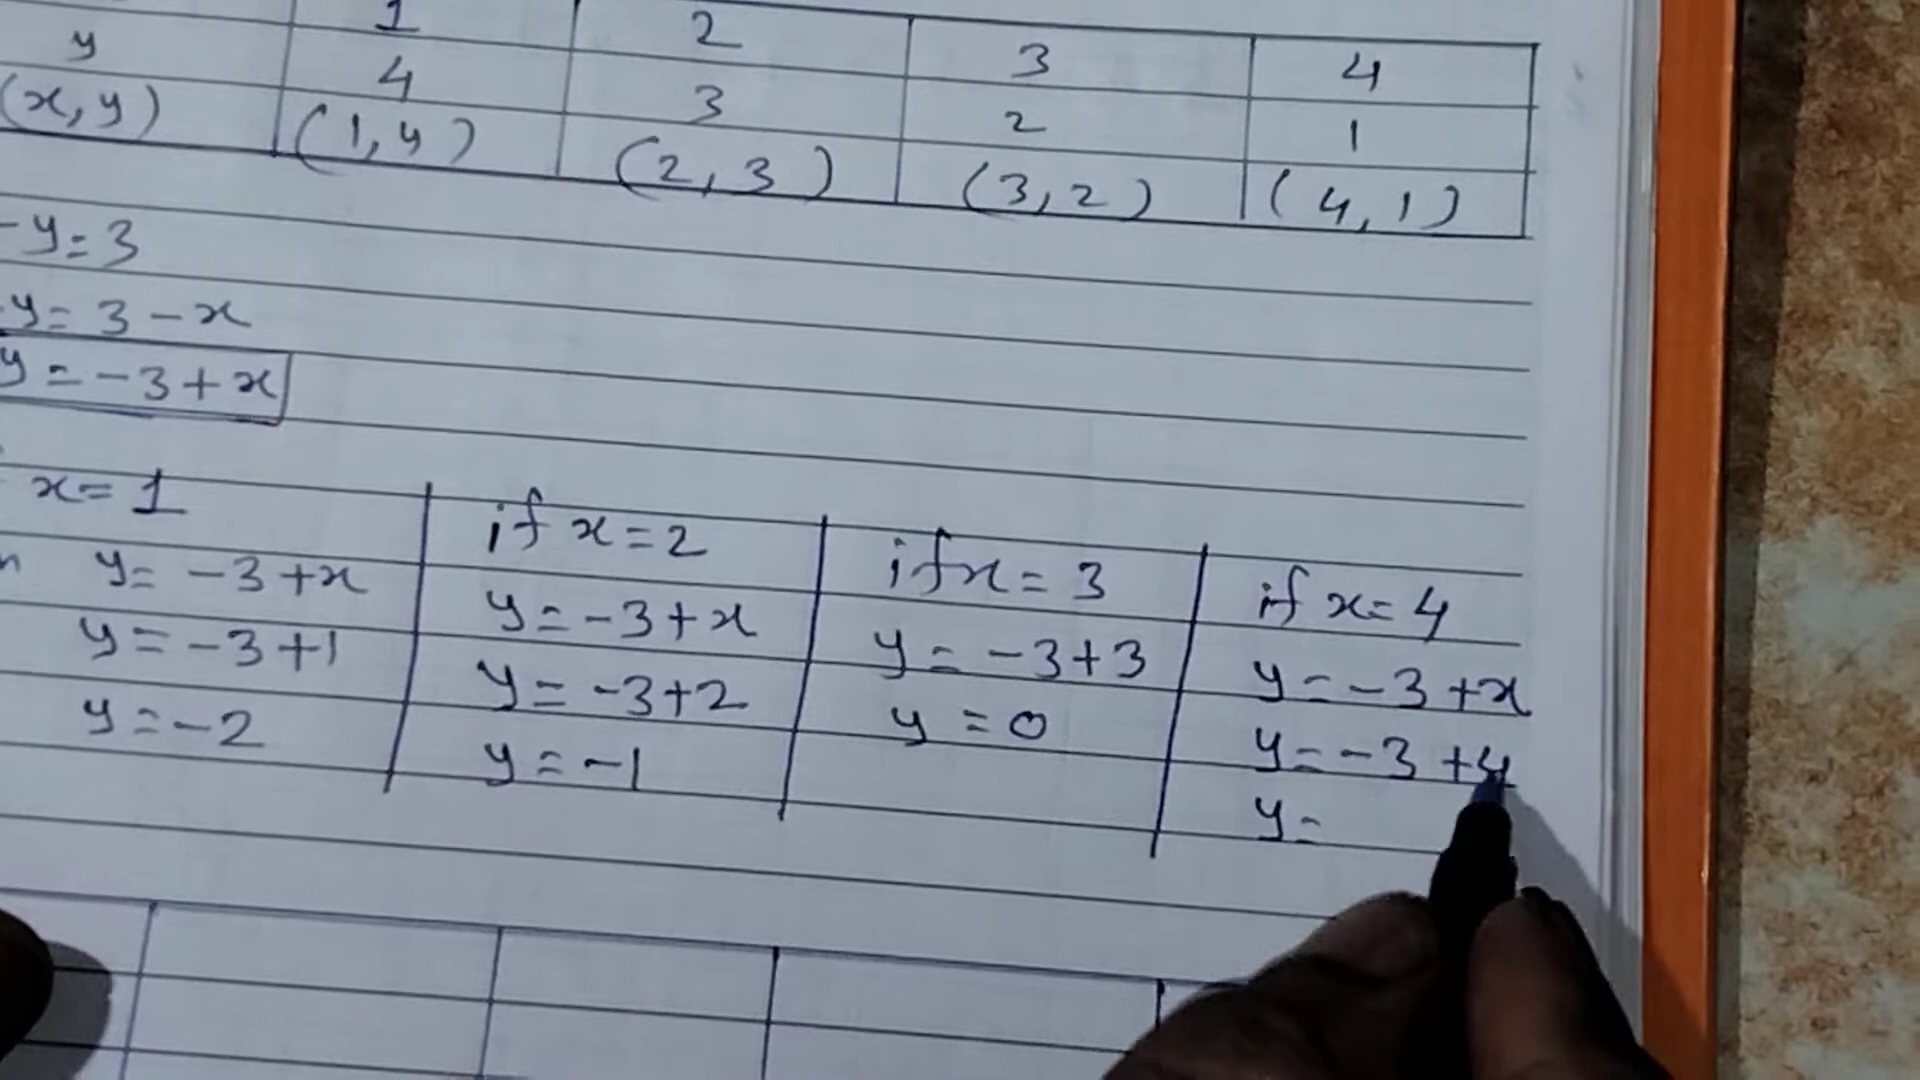 1 2 3 4
y 4 3 2 1
(x,y) (1,4) (2,3) (3,2) (4,1)
-y=3
-y=3-x
y=-3+x
x=1
y=-3+x
y=-3+1
y=-2
if x=2
y=-3+x
y=-3+2
y=-1
if x=3
y=-3+3
y=0
if x=4
y=-3+x
y=-3+4
y=